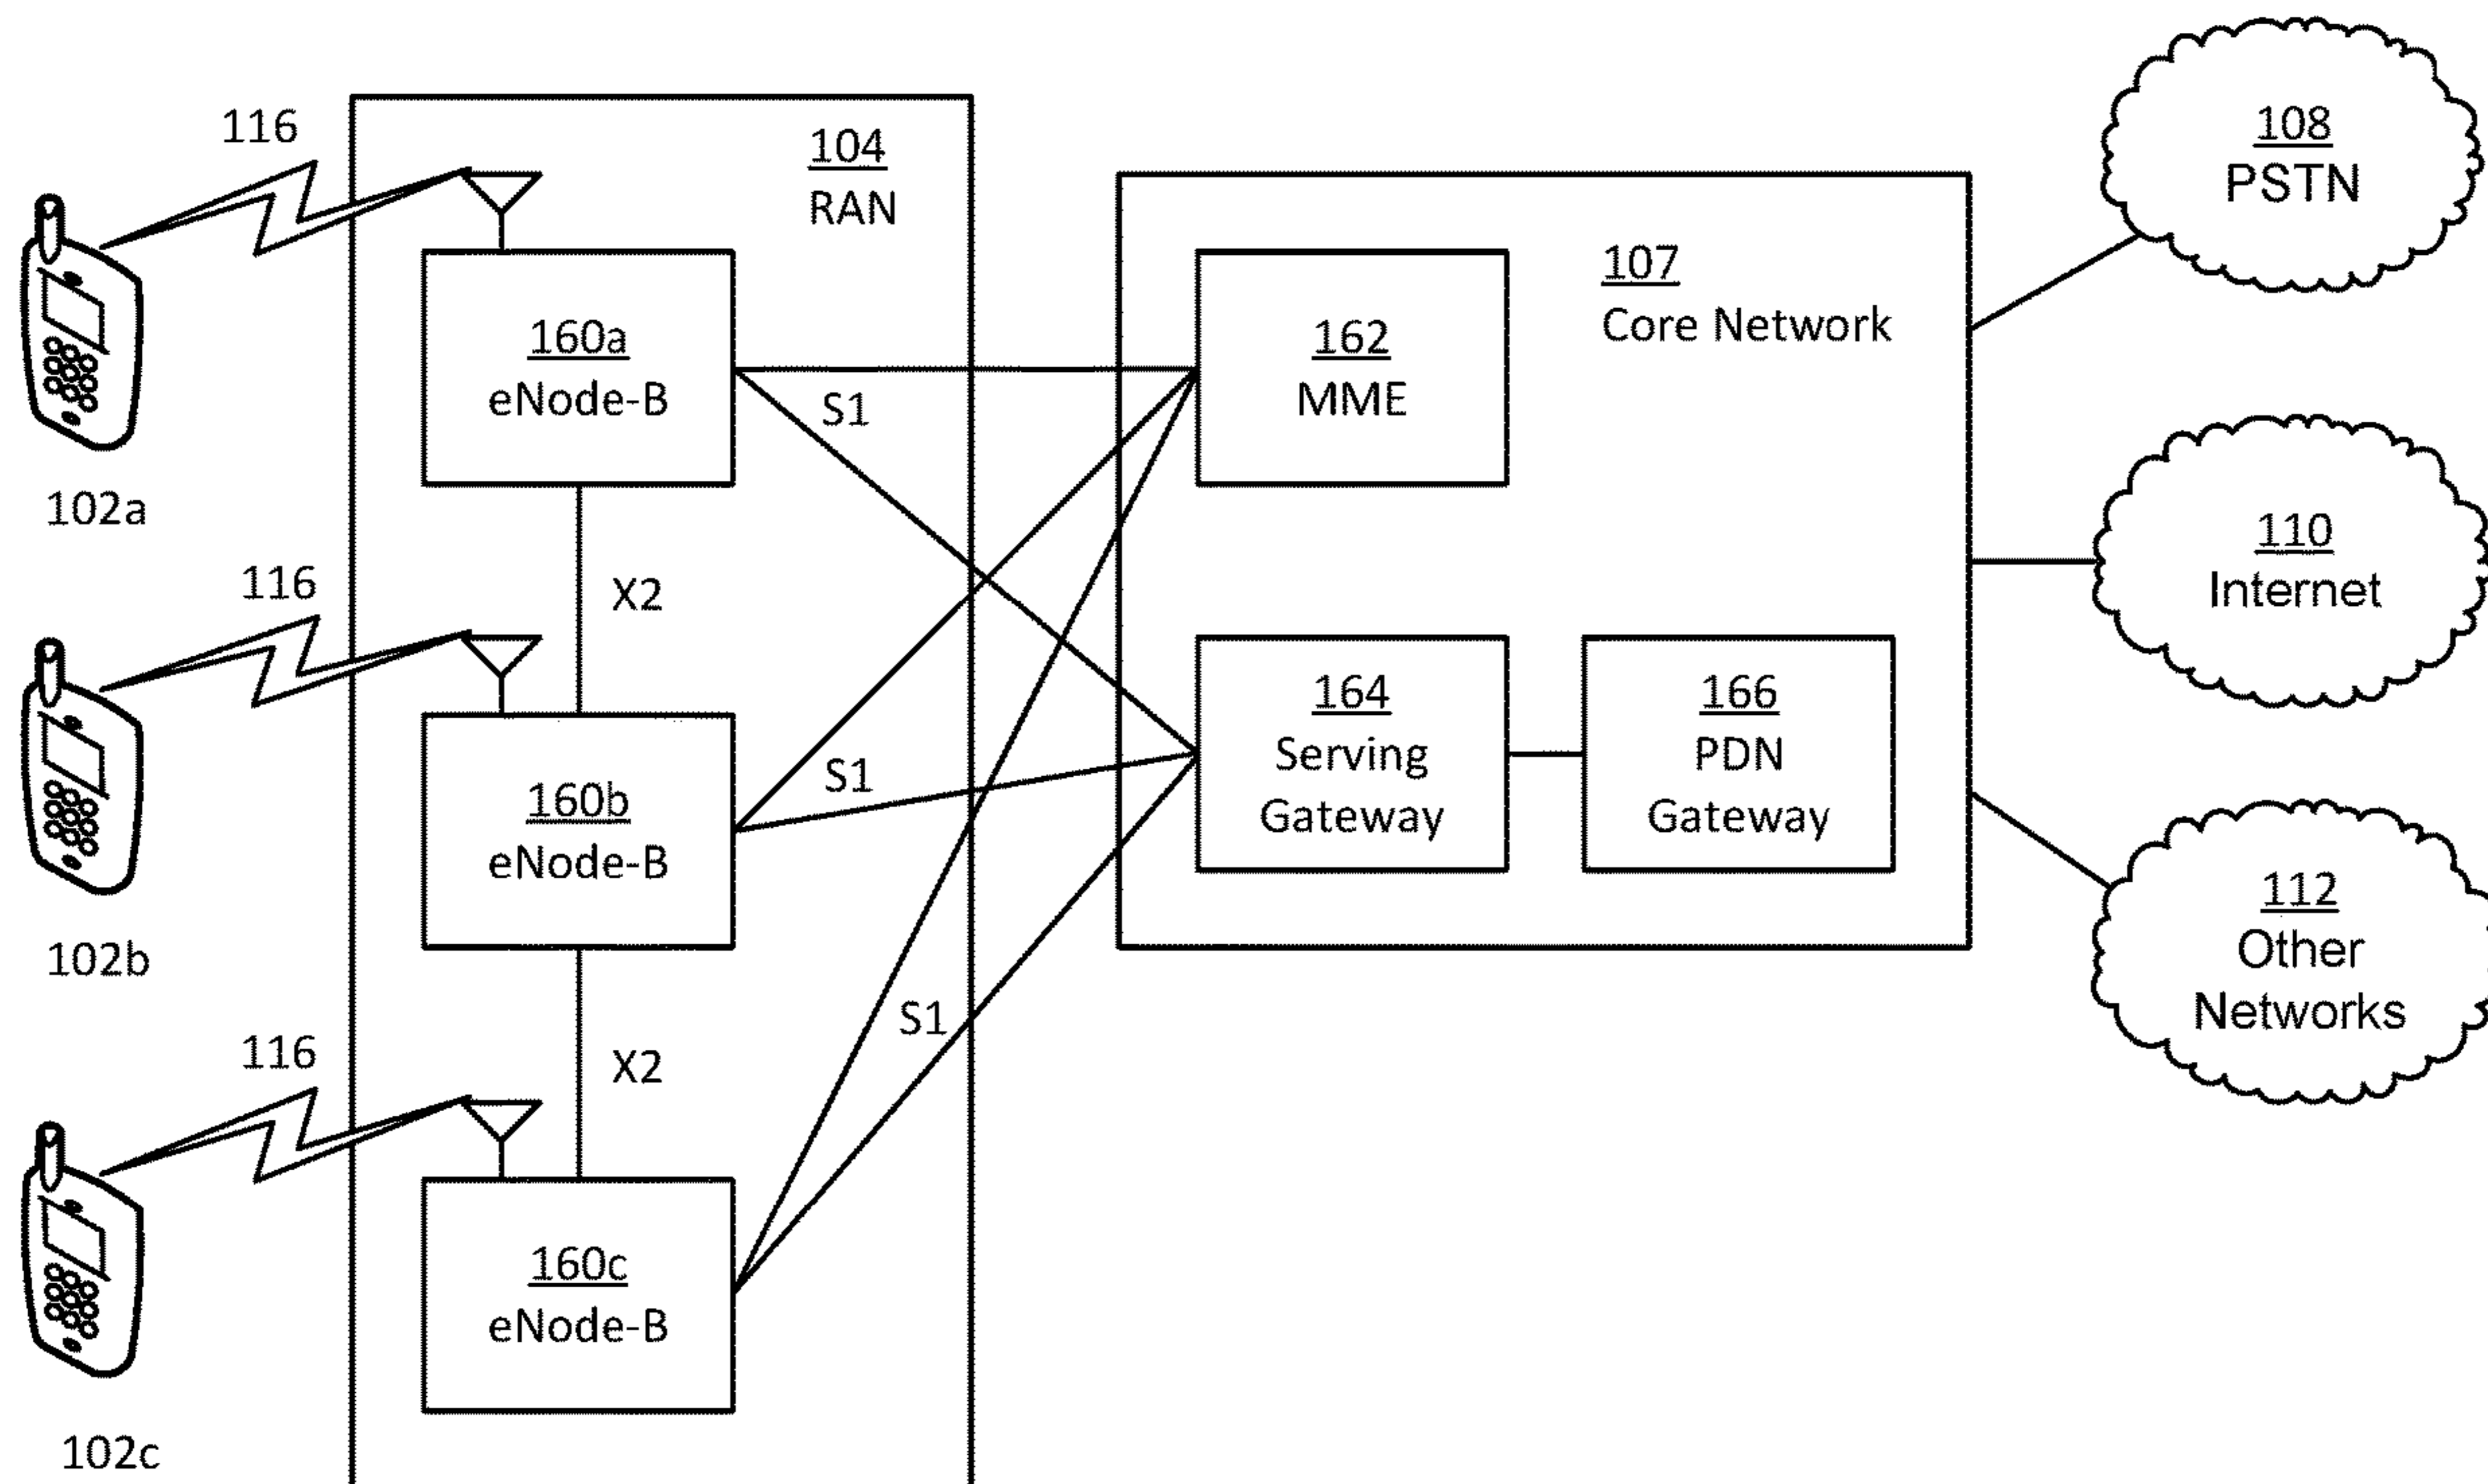 116
104
RAN
108
PSTN
160a
eNode-B
S1
162
MME
107
Core Network
102a
116
X2
110
Internet
160b
eNode-B
S1
164
Serving
Gateway
166
PDN
Gateway
112
Other
Networks
102b
116
X2
S1
160c
eNode-B
102c